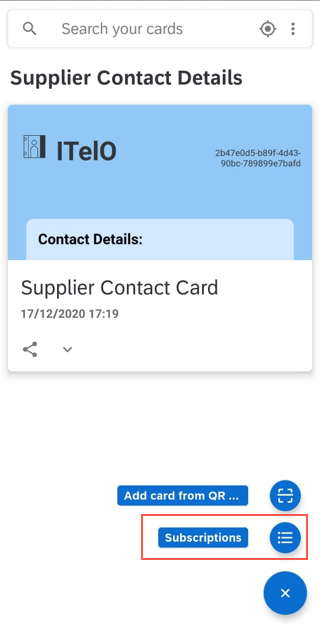 Search your cards
Supplier Contact Details
ITelO
2b47e0d5-b89f-4d43-
90bc-789899e7bafd
Contact Details:
Supplier Contact Card
17/12/2020 17:19
Add card from QR ...
Subscriptions